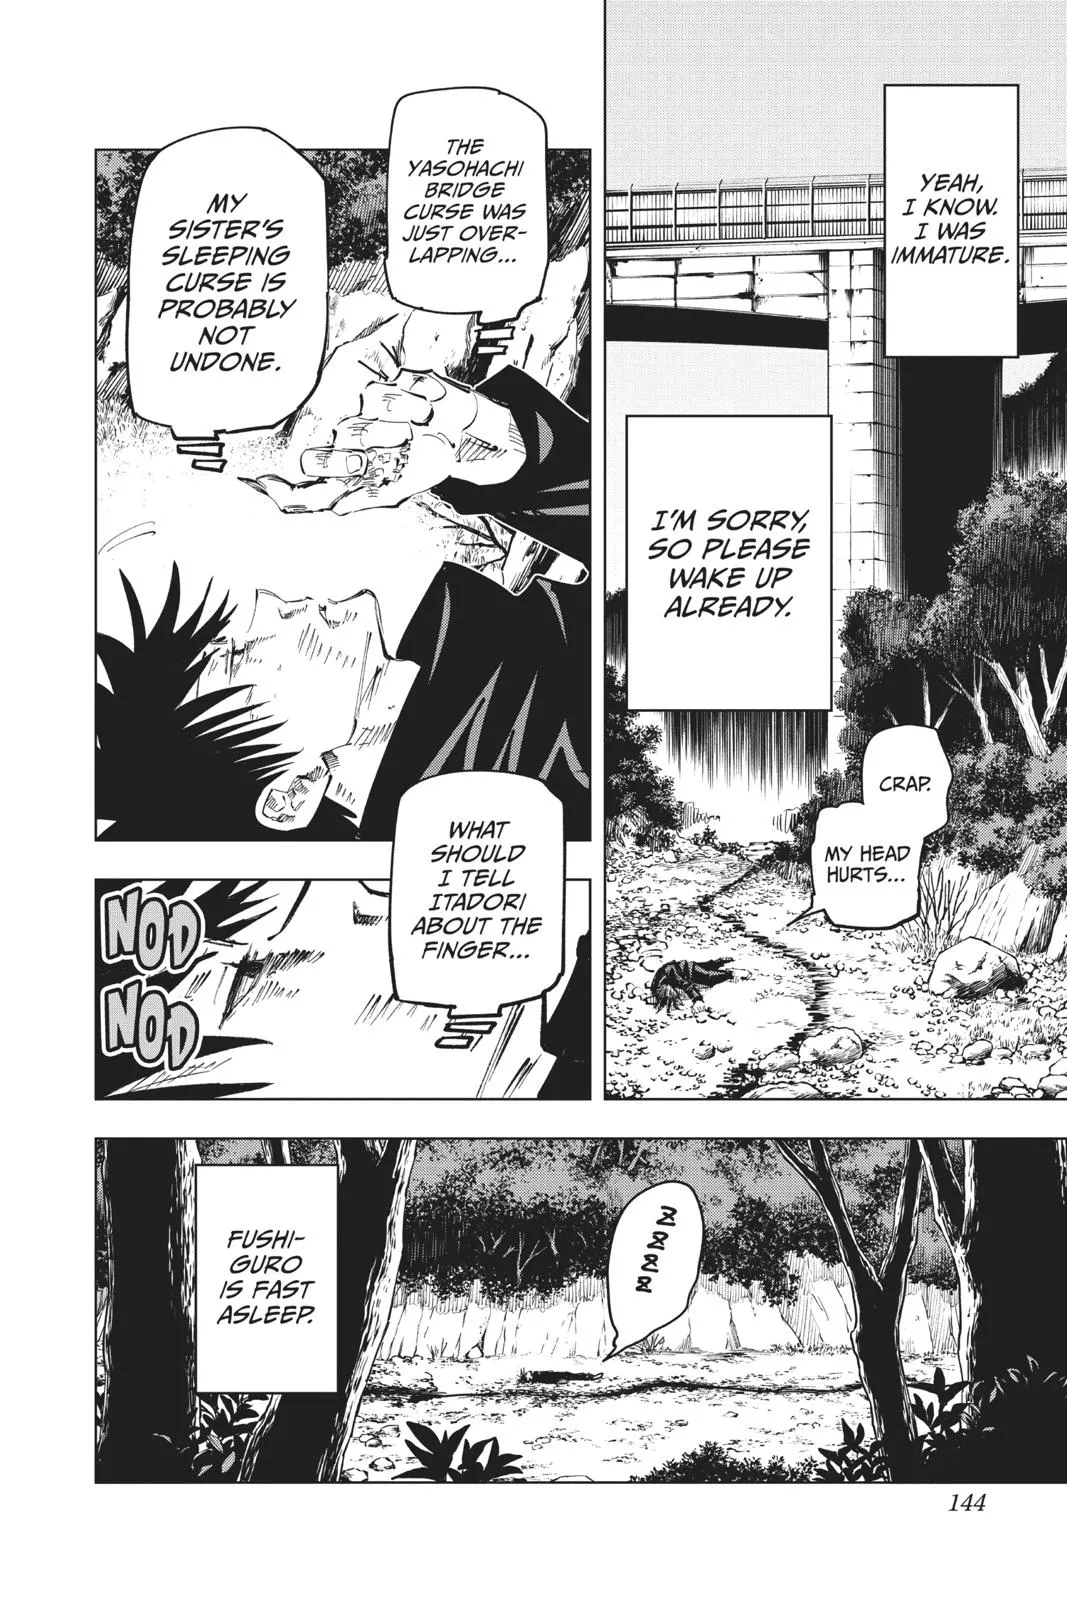 YEAH,
I KNOW.
I WAS
IMMATURE.
I'M SORRY,
SO PLEASE
WAKE UP
ALREADY.
CRAP.
MY HEAD
HURTS...
THE
YASOHACHI
BRIDGE
CURSE WAS
JUST OVER-
LAPPING...
MY
SISTER'S
SLEEPING
CURSE IS
PROBABLY
NOT
UNDONE.
WHAT
SHOULD
I TELL
ITADORI
ABOUT THE
FINGER...
NOD
NOD
FUSHI-
GURO
IS FAST
ASLEEP.
ZZZZ
144